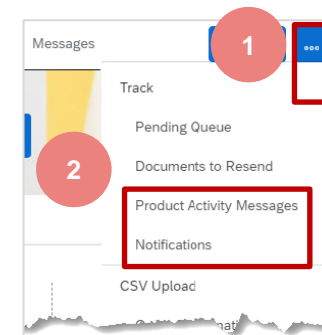 Messages
1
Track
Pending Queue
Documents to Resend
2
Product Activity Messages
Notifications
CSV Upload